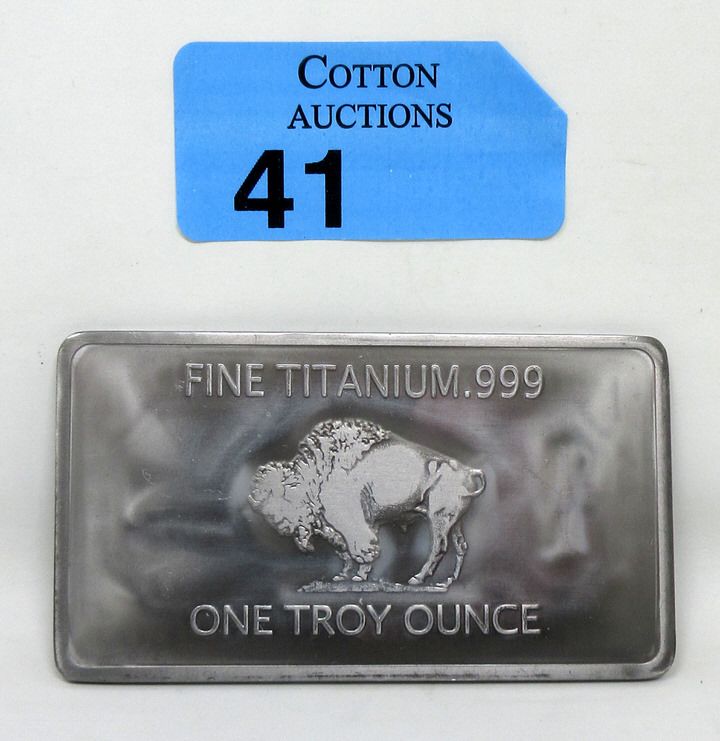 COTTON
AUCTIONS
41
FINE TITANIUM.999
ONE TROY OUNCE